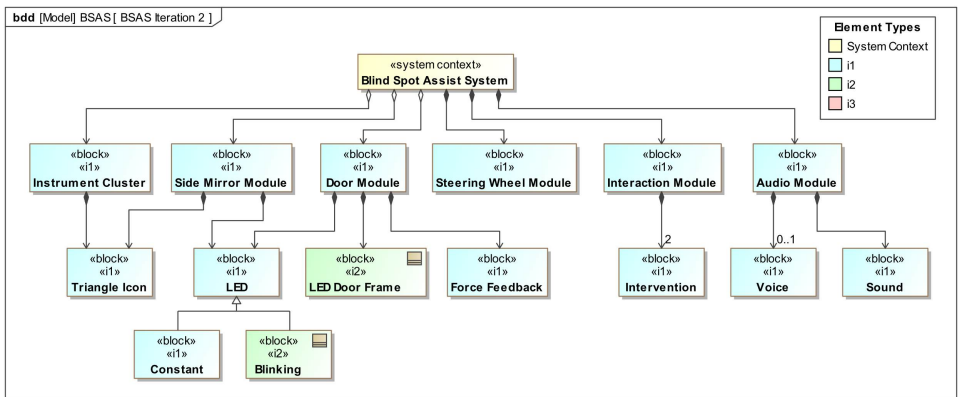 bdd [Model] BSAS [ BSAS Iteration 2 ]
Element Types
System Context
i1
i2
i3
«system context»
Blind Spot Assist System
«block»
«i1»
Instrument Cluster
«block»
«i1»
Side Mirror Module
«block»
«i1»
Door Module
«block»
«i1»
Steering Wheel Module
«block»
«i1»
Interaction Module
«block»
«i1»
Audio Module
2
0..1
«block»
«i1»
Triangle Icon
«block»
«i1»
LED
«block»
«i2»
LED Door Frame
«block»
«i1»
Force Feedback
«block»
«i1»
Intervention
«block»
«i1»
Voice
«block»
«i1»
Sound
«block»
«i1»
Constant
«block»
«i2»
Blinking